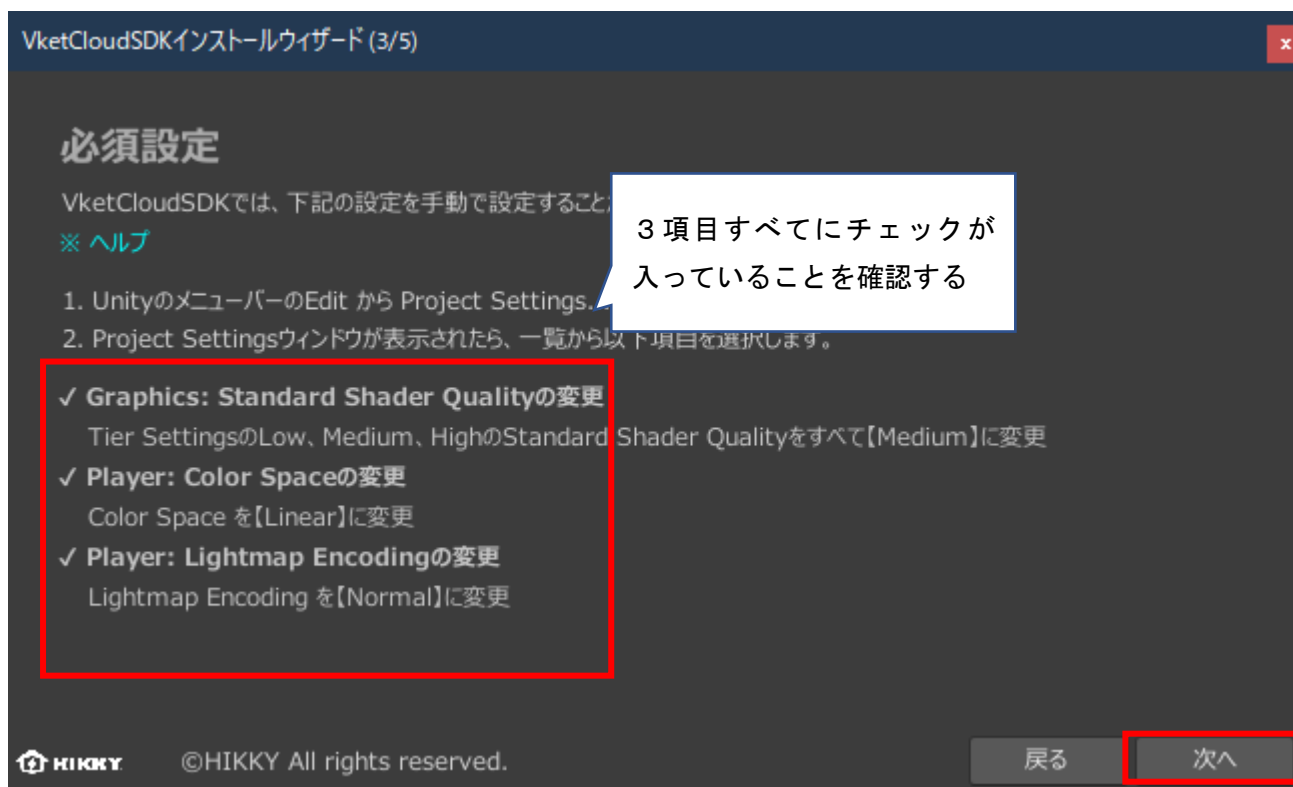 VketCloudSDKインストールウィザード (3/5)
x
必須設定
VketCloudSDKでは、下記の設定を手動で設定すること
※ ヘルプ
３項目すべてにチェックが
入っていることを確認する
1. UnityのメニューバーのEdit から Project Settings.
2. Project Settingsウィンドウが表示されたら、一覧から以下項目を選択します。
✓ Graphics: Standard Shader Qualityの変更
Tier SettingsのLow、Medium、HighのStandard Shader Qualityをすべて【Medium】に変更
✓ Player: Color Spaceの変更
Color Space を【Linear】に変更
✓ Player: Lightmap Encodingの変更
Lightmap Encoding を【Normal】に変更
HIKKY ©HIKKY All rights reserved.
戻る 次へ